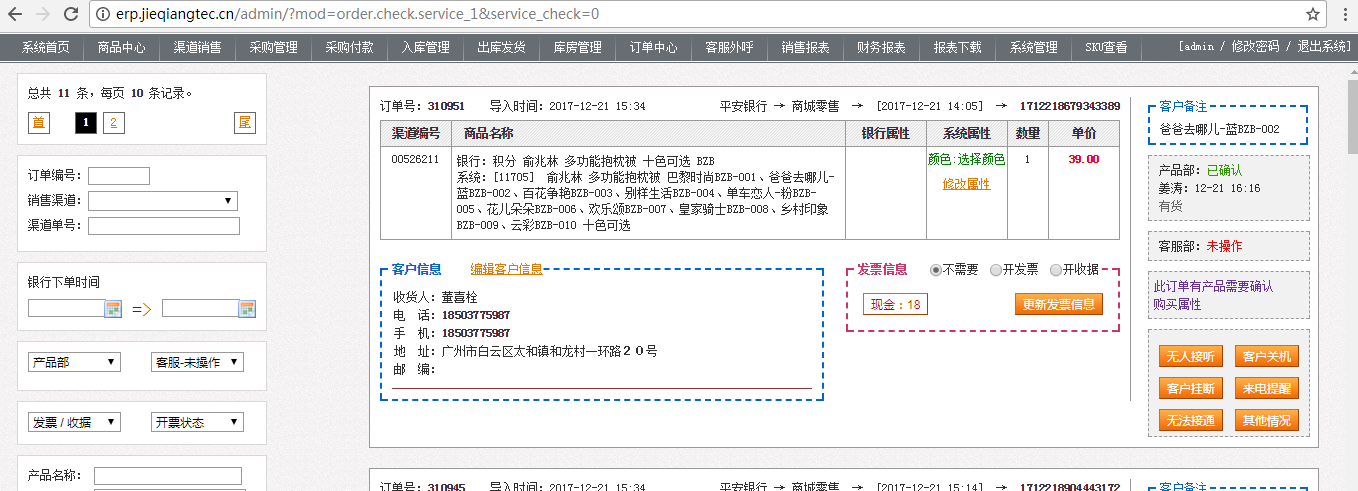 erp.jieqiangtec.cn/admin/?mod=order.check.service_1&service_check=0
系统首页 商品中心 渠道销售 采购管理 采购付款 入库管理 出库发货 库房管理 订单中心 客服外呼 销售报表 财务报表 报表下载 系统管理 SKU查看 [admin / 修改密码 / 退出系统]
总共 11 条，每页 10 条记录。
首 1 2 尾
订单编号：
销售渠道：
渠道单号：
银行下单时间
=>
产品部 客服-未操作
发票 / 收据 开票状态
产品名称：
订单号：310951 导入时间：2017-12-21 15:34 平安银行 → 商城零售 → [2017-12-21 14:05] → 1712218679343389
渠道编号 商品名称 银行属性 系统属性 数量 单价
00526211
银行：积分 俞兆林 多功能抱枕被 十色可选 BZB
系统：[11705] 俞兆林 多功能抱枕被 巴黎时尚BZB-001、爸爸去哪儿-
蓝BZB-002、百花争艳BZB-003、别样生活BZB-004、单车恋人-粉BZB-
005、花儿朵朵BZB-006、欢乐颂BZB-007、皇家骑士BZB-008、乡村印象
BZB-009、云彩BZB-010 十色可选
颜色:选择颜色
修改属性
1
39.00
客户信息 编辑客户信息
收货人：董喜栓
电 话：18503775987
手 机：18503775987
地 址：广州市白云区太和镇和龙村一环路２０号
邮 编：
发票信息 不需要 开发票 开收据
现金：18 更新发票信息
客户备注
爸爸去哪儿-蓝BZB-002
产品部：已确认
姜涛：12-21 16:16
有货
客服部：未操作
此订单有产品需要确认
购买属性
无人接听 客户关机
客户挂断 来电提醒
无法接通 其他情况
订单号：310945 导入时间：2017-12-21 15:34 平安银行 → 商城零售 → [2017-12-21 15:14] → 1712218904443172
客户备注